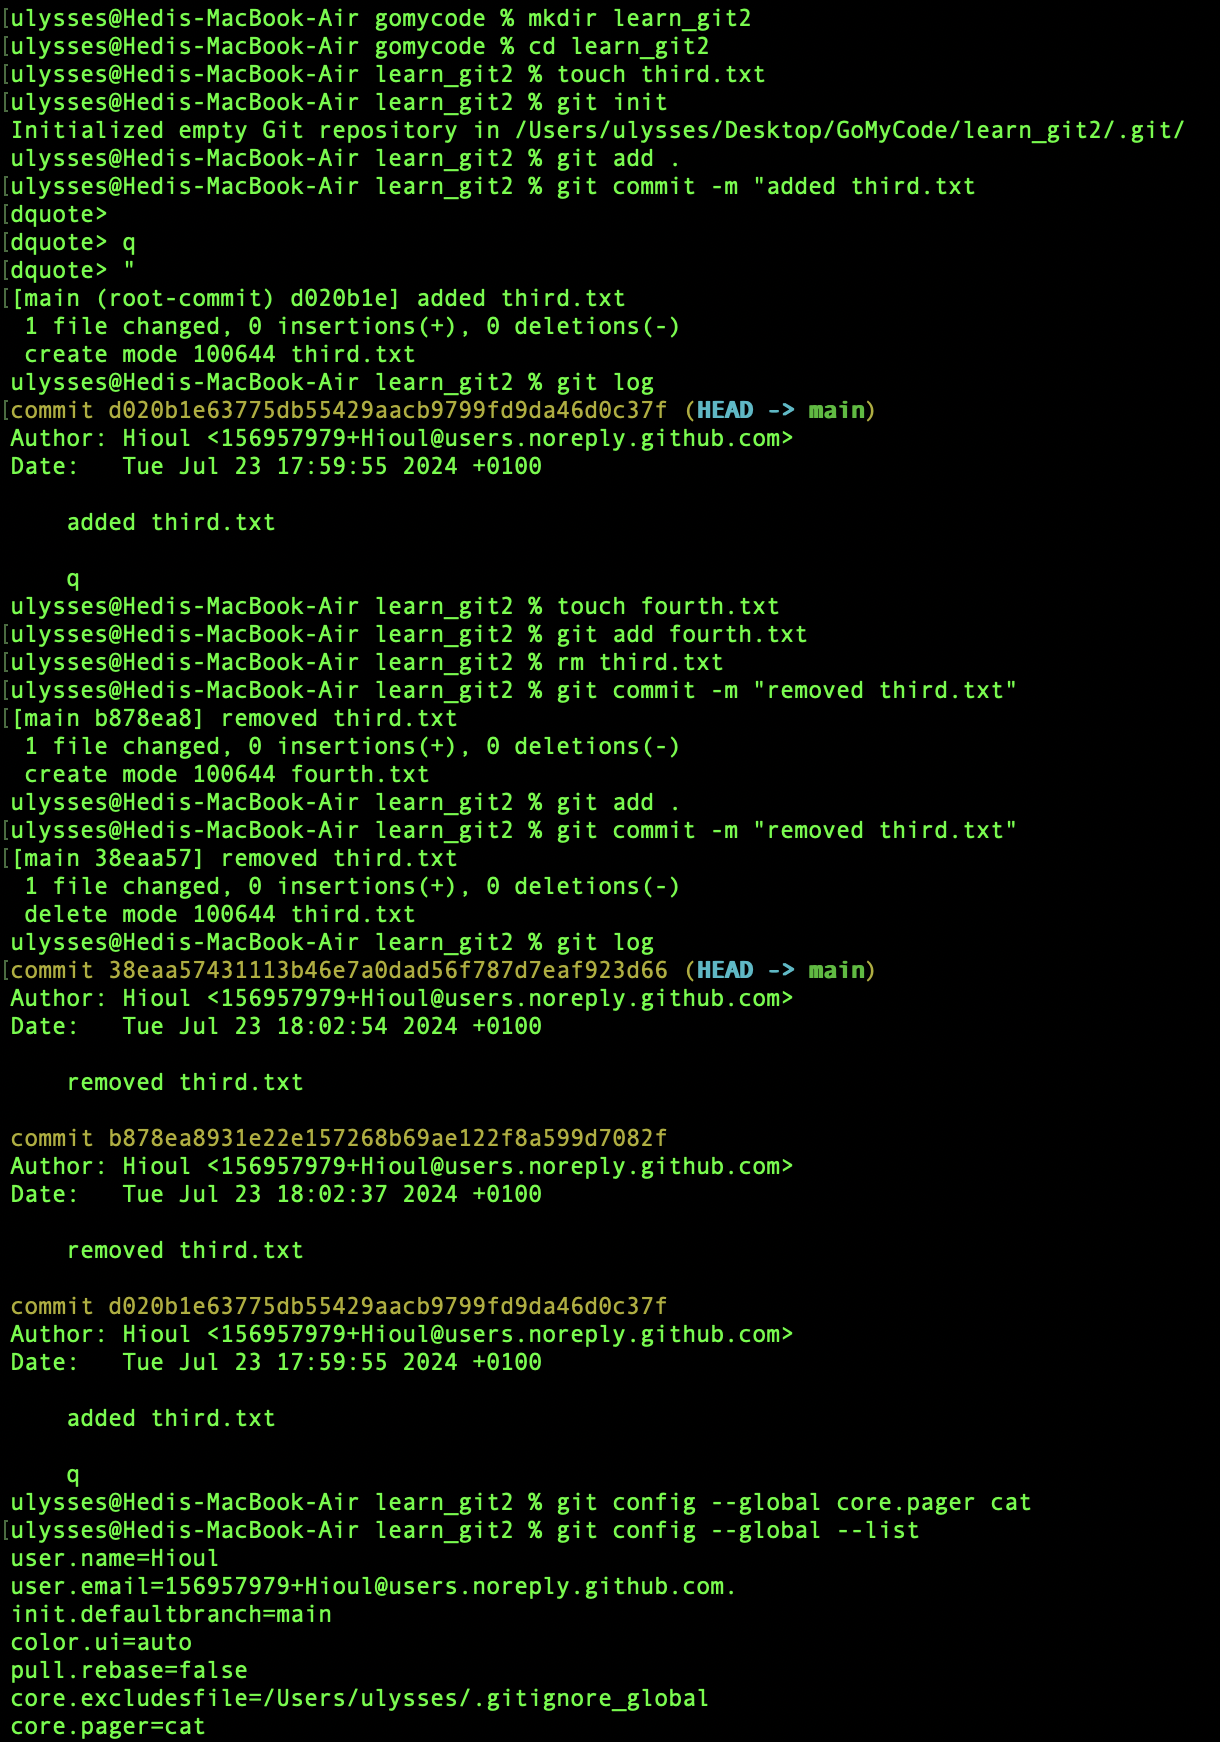 [ulysses@Hedis-MacBook-Air gomycode % mkdir learn_git2
[ulysses@Hedis-MacBook-Air gomycode % cd learn_git2
[ulysses@Hedis-MacBook-Air learn_git2 % touch third.txt
[ulysses@Hedis-MacBook-Air learn_git2 % git init
Initialized empty Git repository in /Users/ulysses/Desktop/GoMyCode/learn_git2/.git/
ulysses@Hedis-MacBook-Air learn_git2 % git add .
[ulysses@Hedis-MacBook-Air learn_git2 % git commit -m "added third.txt
[dquote>
[dquote> q
[dquote> "
[[main (root-commit) d020b1e] added third.txt
 1 file changed, 0 insertions(+), 0 deletions(-)
 create mode 100644 third.txt
ulysses@Hedis-MacBook-Air learn_git2 % git log
[commit d020b1e63775db55429aacb9799fd9da46d0c37f (HEAD -> main)
Author: Hioul <156957979+Hioul@users.noreply.github.com>
Date:   Tue Jul 23 17:59:55 2024 +0100

    added third.txt

    q
ulysses@Hedis-MacBook-Air learn_git2 % touch fourth.txt
[ulysses@Hedis-MacBook-Air learn_git2 % git add fourth.txt
[ulysses@Hedis-MacBook-Air learn_git2 % rm third.txt
[ulysses@Hedis-MacBook-Air learn_git2 % git commit -m "removed third.txt"
[[main b878ea8] removed third.txt
 1 file changed, 0 insertions(+), 0 deletions(-)
 create mode 100644 fourth.txt
ulysses@Hedis-MacBook-Air learn_git2 % git add .
[ulysses@Hedis-MacBook-Air learn_git2 % git commit -m "removed third.txt"
[[main 38eaa57] removed third.txt
 1 file changed, 0 insertions(+), 0 deletions(-)
 delete mode 100644 third.txt
ulysses@Hedis-MacBook-Air learn_git2 % git log
[commit 38eaa57431113b46e7a0dad56f787d7eaf923d66 (HEAD -> main)
Author: Hioul <156957979+Hioul@users.noreply.github.com>
Date:   Tue Jul 23 18:02:54 2024 +0100

    removed third.txt

commit b878ea8931e22e157268b69ae122f8a599d7082f
Author: Hioul <156957979+Hioul@users.noreply.github.com>
Date:   Tue Jul 23 18:02:37 2024 +0100

    removed third.txt

commit d020b1e63775db55429aacb9799fd9da46d0c37f
Author: Hioul <156957979+Hioul@users.noreply.github.com>
Date:   Tue Jul 23 17:59:55 2024 +0100

    added third.txt

    q
ulysses@Hedis-MacBook-Air learn_git2 % git config --global core.pager cat
[ulysses@Hedis-MacBook-Air learn_git2 % git config --global --list
user.name=Hioul
user.email=156957979+Hioul@users.noreply.github.com.
init.defaultbranch=main
color.ui=auto
pull.rebase=false
core.excludesfile=/Users/ulysses/.gitignore_global
core.pager=cat